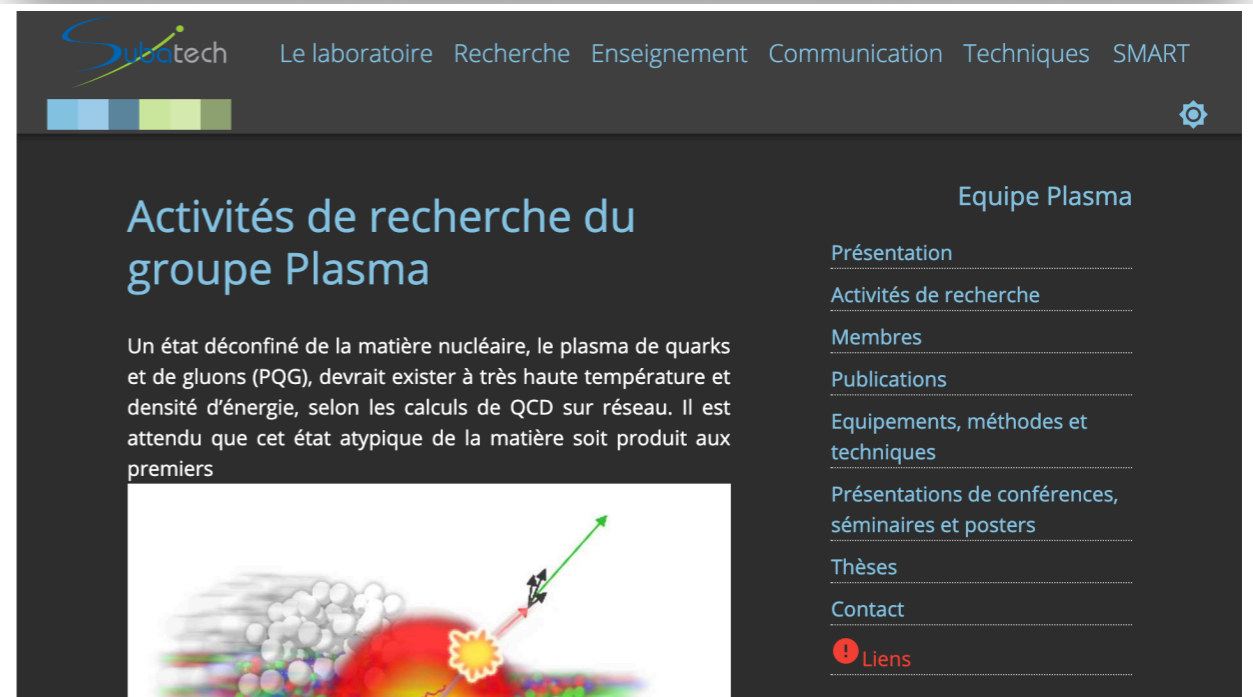 Subatech
Le laboratoire Recherche Enseignement Communication Techniques SMART
Activités de recherche du
groupe Plasma
Un état déconfiné de la matière nucléaire, le plasma de quarks
et de gluons (PQG), devrait exister à très haute température et
densité d’énergie, selon les calculs de QCD sur réseau. Il est
attendu que cet état atypique de la matière soit produit aux
premiers
Equipe Plasma
Présentation
Activités de recherche
Membres
Publications
Equipements, méthodes et
techniques
Présentations de conférences,
séminaires et posters
Thèses
Contact
Liens